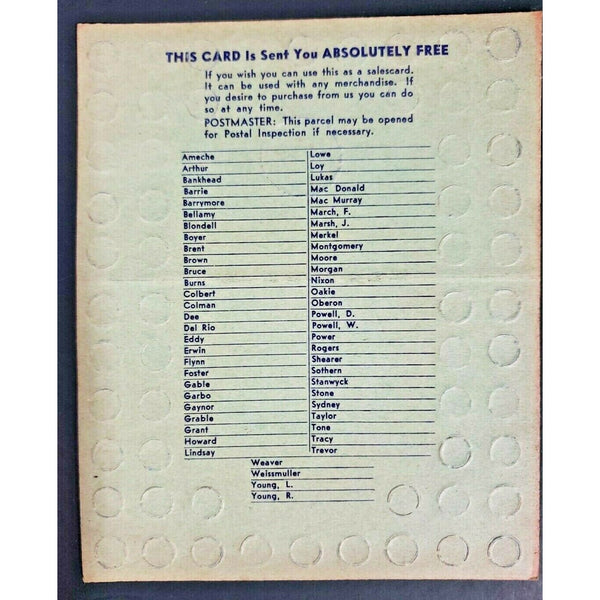 THIS CARD Is Sent You ABSOLUTELY FREE
If you wish you can use this as a salescard.
It can be used with any merchandise. If
you desire to purchase from us you can do
so at any time.
POSTMASTER: This parcel may be opened
for Postal Inspection if necessary.
Ameche
Arthur
Bankhead
Barrie
Barrymore
Bellamy
Blondell
Boyer
Brent
Brown
Bruce
Burns
Colbert
Colman
Dee
Del Rio
Eddy
Erwin
Flynn
Foster
Gable
Garbo
Gaynor
Grable
Grant
Howard
Lindsay
Lowe
Loy
Lukas
Mac Donald
Mac Murray
March, F.
Marsh, J.
Merkel
Montgomery
Moore
Morgan
Nixon
Oakie
Oberon
Powell, D.
Powell, W.
Power
Rogers
Shearer
Sothern
Stanwyck
Stone
Sydney
Taylor
Tone
Tracy
Trevor
Weaver
Weissmuller
Young, L.
Young, R.